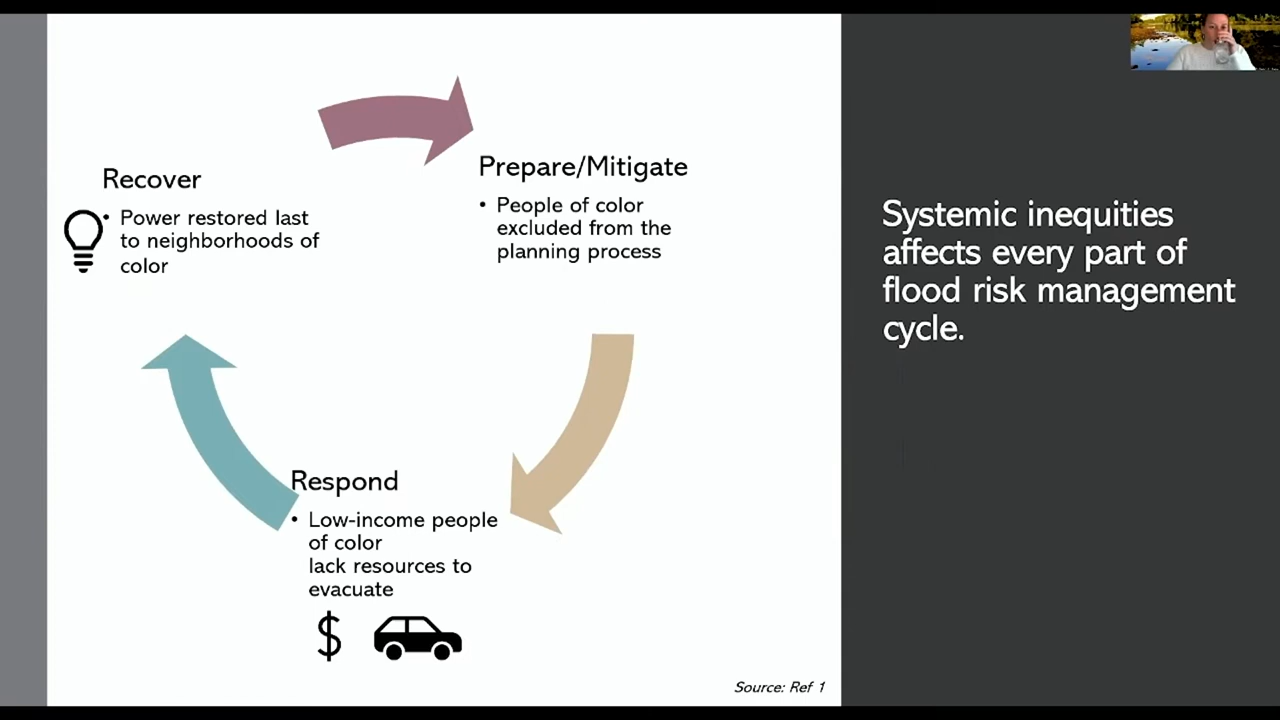 Recover
• Power restored last
to neighborhoods of
color
Prepare/Mitigate
• People of color
excluded from the
planning process
Respond
• Low-income people
of color
lack resources to
evacuate
$
Source: Ref 1
Systemic inequities
affects every part of
flood risk management
cycle.